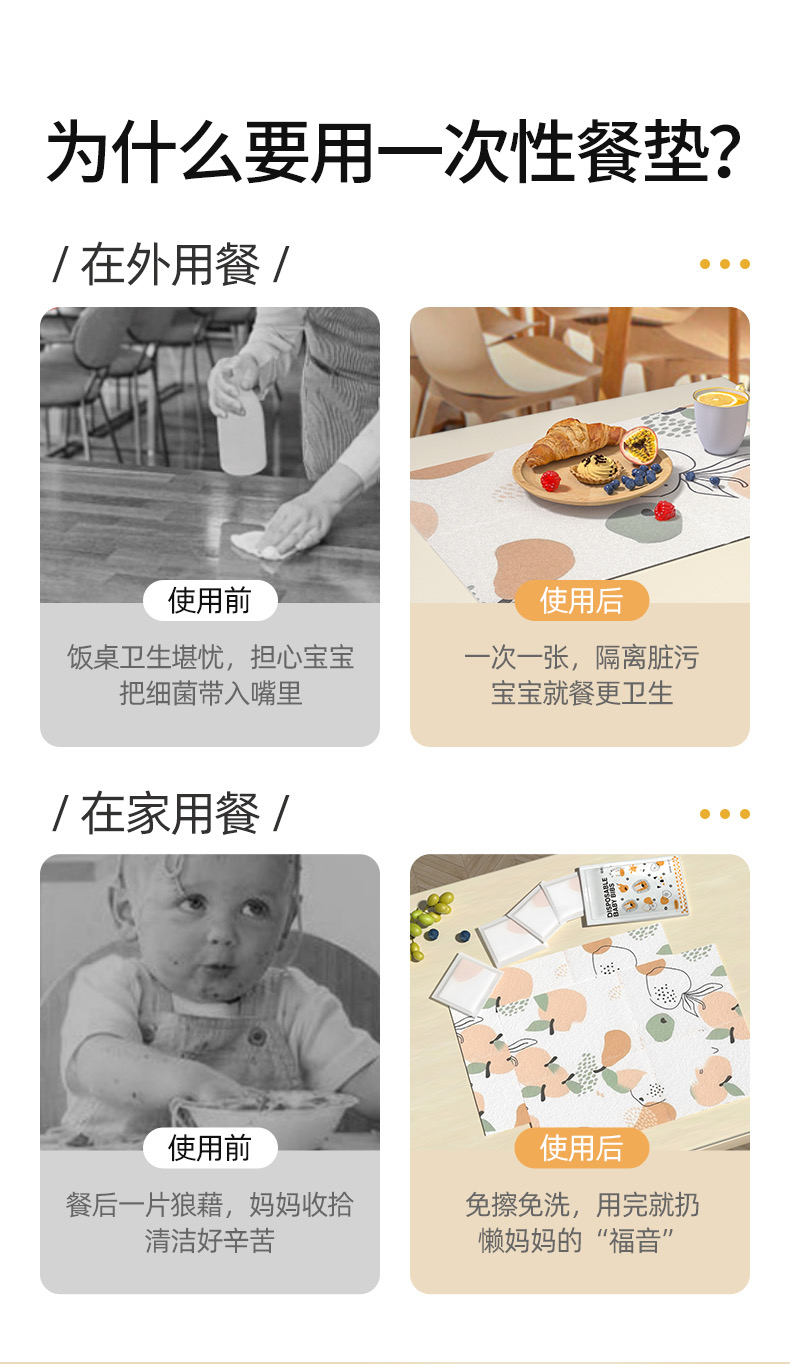 为什么要用一次性餐垫？
/ 在外用餐 /
使用前
饭桌卫生堪忧，担心宝宝
把细菌带入嘴里
使用后
一次一张，隔离脏污
宝宝就餐更卫生
/ 在家用餐 /
DISPOSABLE
BABY BIBS
使用前
餐后一片狼藉，妈妈收拾
清洁好辛苦
使用后
免擦免洗，用完就扔
懒妈妈的“福音”